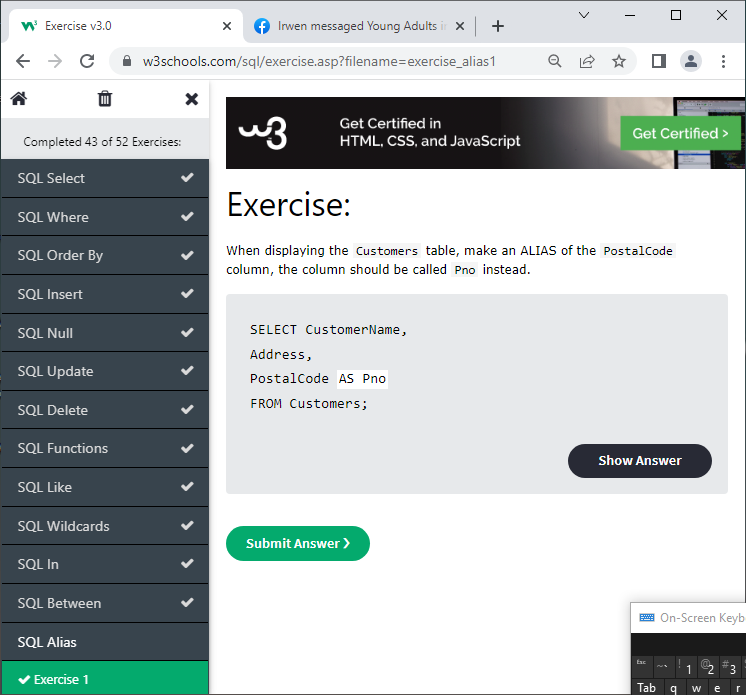 Exercise v3.0
Irwen messaged Young Adults in
w3schools.com/sql/exercise.asp?filename=exercise_alias1
Completed 43 of 52 Exercises:
SQL Select
SQL Where
SQL Order By
SQL Insert
SQL Null
SQL Update
SQL Delete
SQL Functions
SQL Like
SQL Wildcards
SQL In
SQL Between
SQL Alias
Exercise 1
w3
Get Certified in
HTML, CSS, and JavaScript
Get Certified >
Exercise:
When displaying the Customers table, make an ALIAS of the PostalCode
column, the column should be called Pno instead.
SELECT CustomerName,
Address,
PostalCode AS Pno
FROM Customers;
Show Answer
Submit Answer ❯
On-Screen Keyb
Esc ~ ` ! 1 @ 2 # 3
Tab q w e r